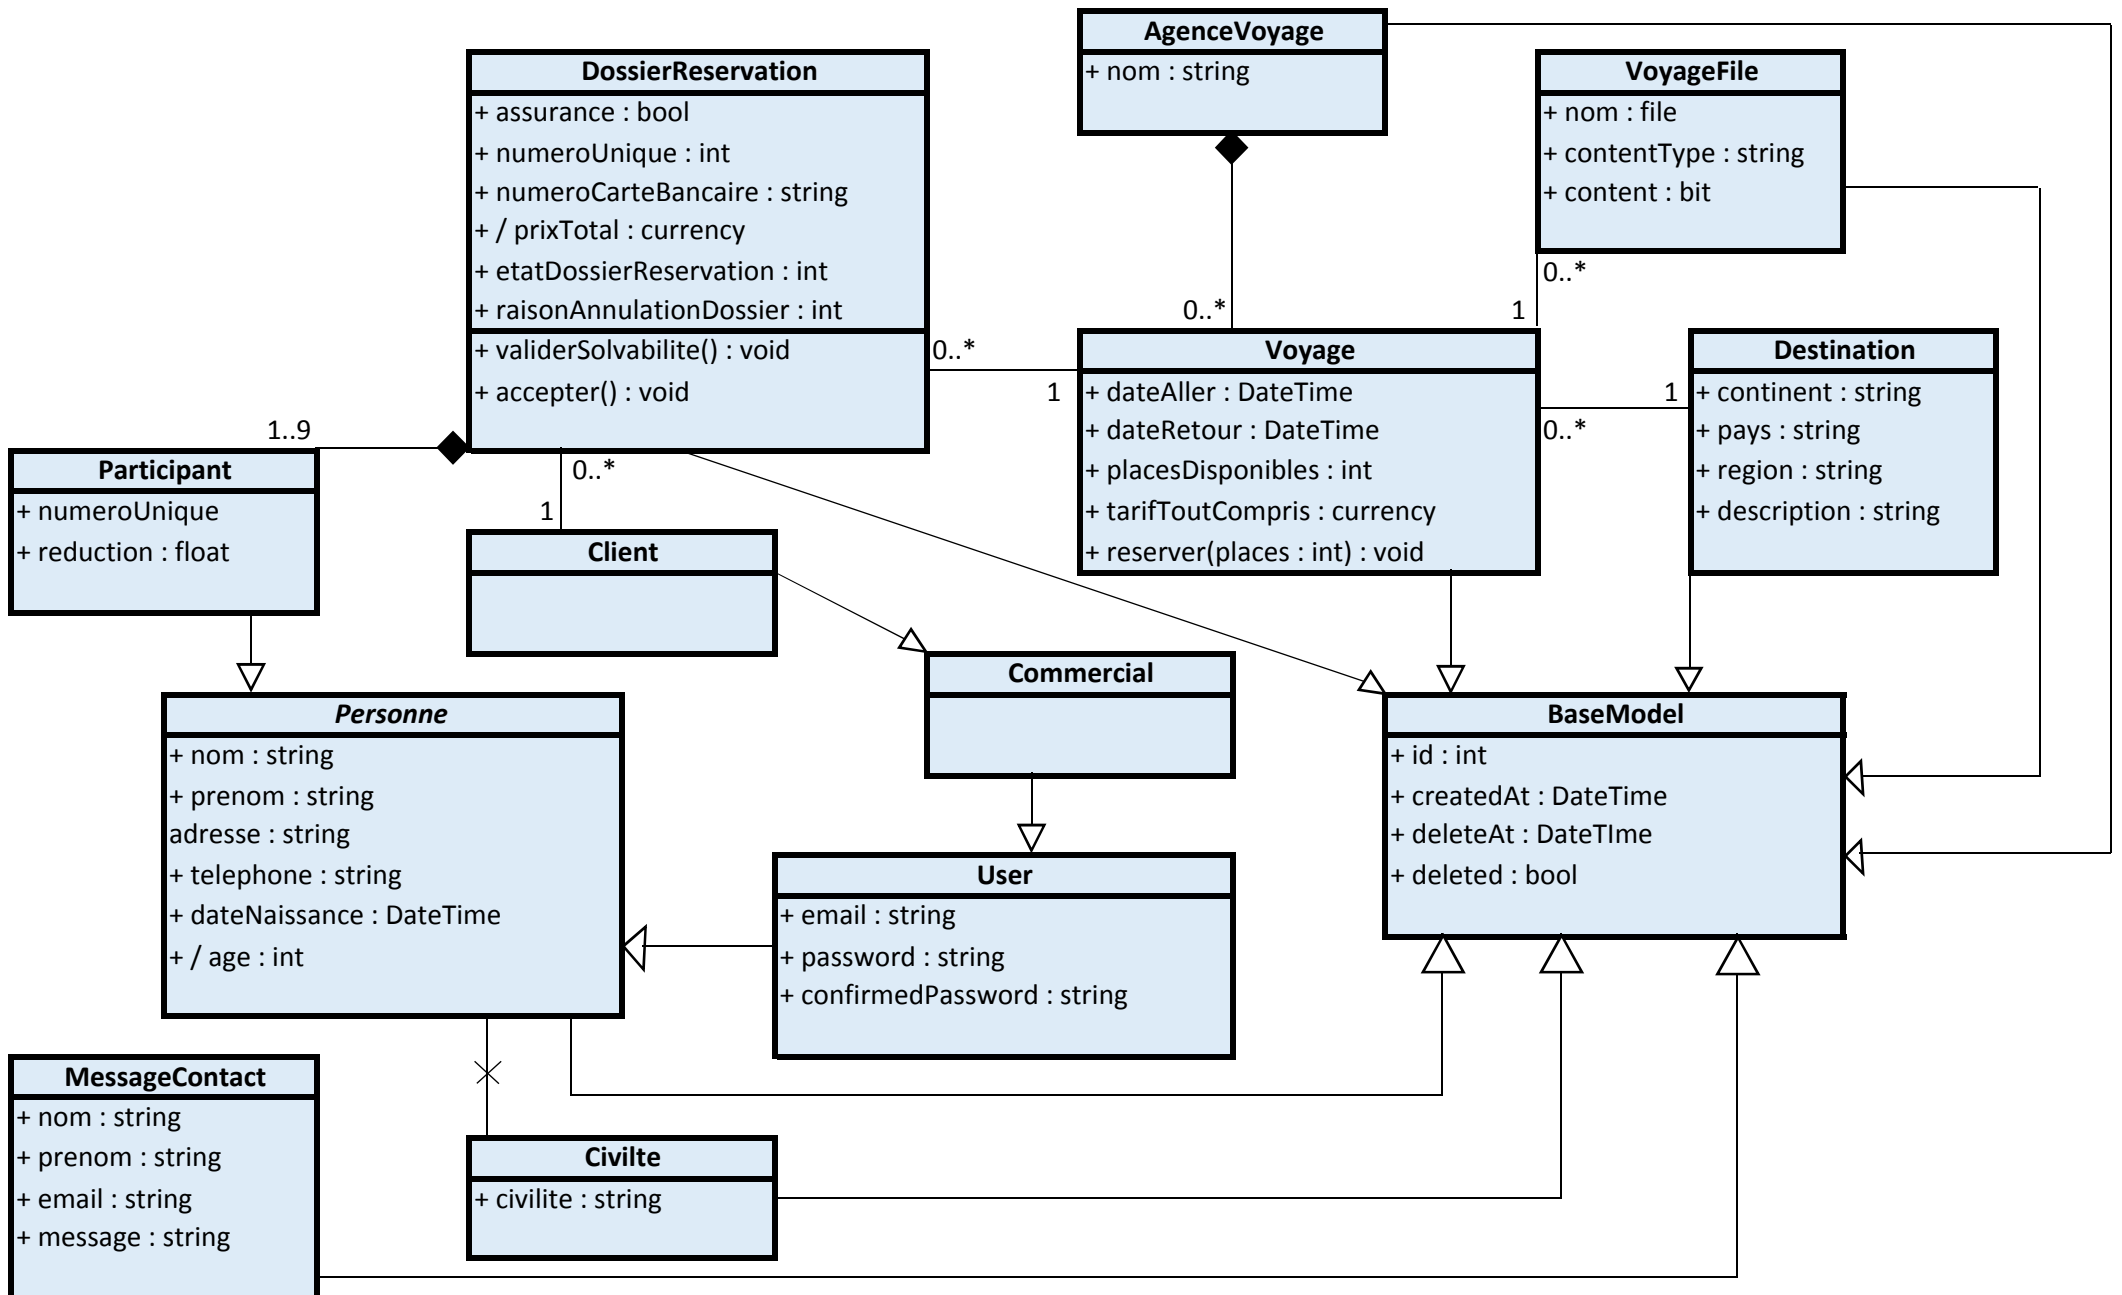 AgenceVoyage
+ nom : string
DossierReservation
+ assurance : bool
+ numeroUnique : int
+ numeroCarteBancaire : string
+ / prixTotal : currency
+ etatDossierReservation : int
+ raisonAnnulationDossier : int
+ validerSolvabilite() : void
+ accepter() : void
VoyageFile
+ nom : file
+ contentType : string
+ content : bit
0..*
1
0..*
0..*
1
Voyage
+ dateAller : DateTime
+ dateRetour : DateTime
+ placesDisponibles : int
+ tarifToutCompris : currency
+ reserver(places : int) : void
1
0..*
Destination
+ continent : string
+ pays : string
+ region : string
+ description : string
1..9
Participant
+ numeroUnique
+ reduction : float
0..*
1
Client
Commercial
Personne
+ nom : string
+ prenom : string
adresse : string
+ telephone : string
+ dateNaissance : DateTime
+ / age : int
BaseModel
+ id : int
+ createdAt : DateTime
+ deleteAt : DateTIme
+ deleted : bool
User
+ email : string
+ password : string
+ confirmedPassword : string
MessageContact
+ nom : string
+ prenom : string
+ email : string
+ message : string
Civilte
+ civilite : string